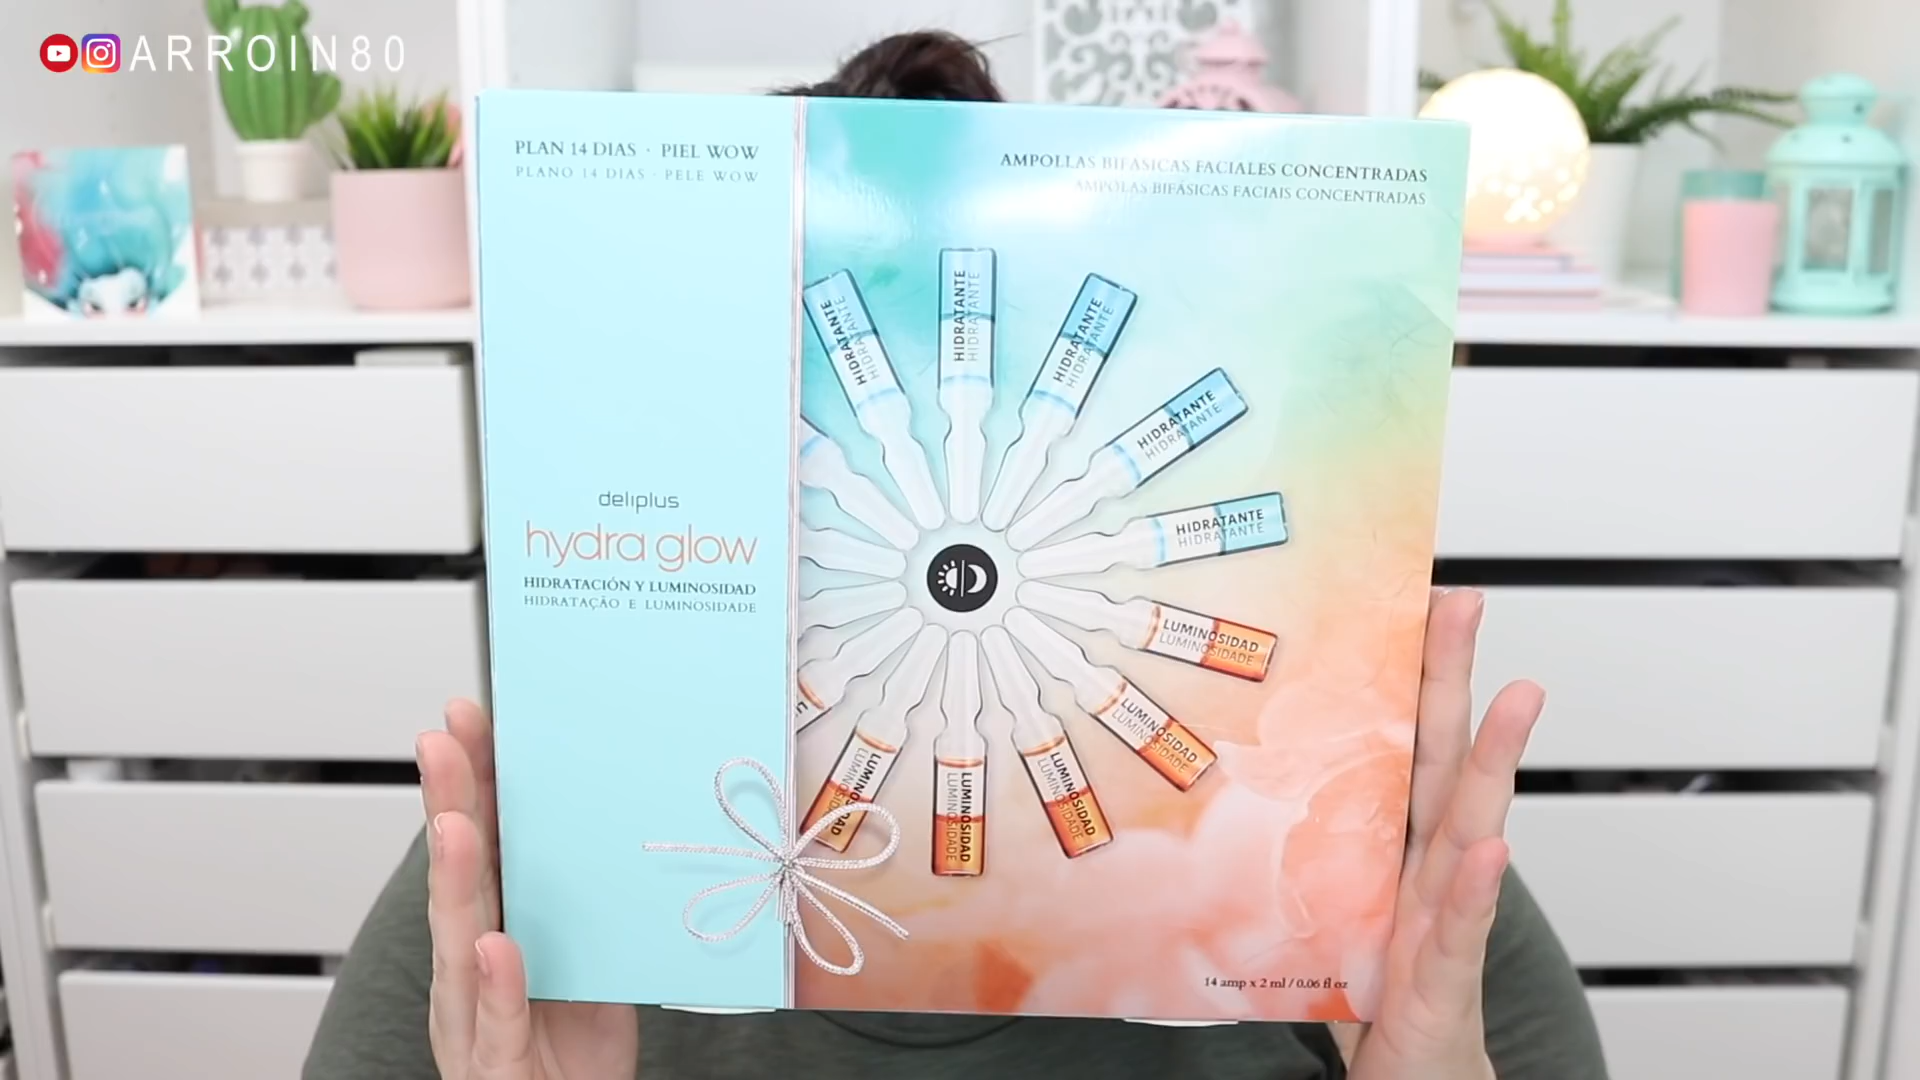 ARROIN80
PLAN 14 DIAS · PIEL WOW
PLANO 14 DIAS · PELE WOW
AMPOLLAS BIFASICAS FACIALES CONCENTRADAS
AMPOLAS BIFÁSICAS FACIAIS CONCENTRADAS
HIDRATANTE
HIDRATANTE
HIDRATANTE
HIDRATANTE
HIDRATANTE
HIDRATANTE
HIDRATANTE
HIDRATANTE
HIDRATANTE
HIDRATANTE
deliplus
hydra glow
HIDRATACIÓN Y LUMINOSIDAD
HIDRATAÇÃO E LUMINOSIDADE
LUMINOSIDAD
LUMINOSIDADE
LUMINOSIDAD
LUMINOSIDADE
LUMINOSIDAD
LUMINOSIDADE
LUMINOSIDAD
LUMINOSIDADE
LUMINOSIDAD
14 amp x 2 ml / 0.06 fl oz